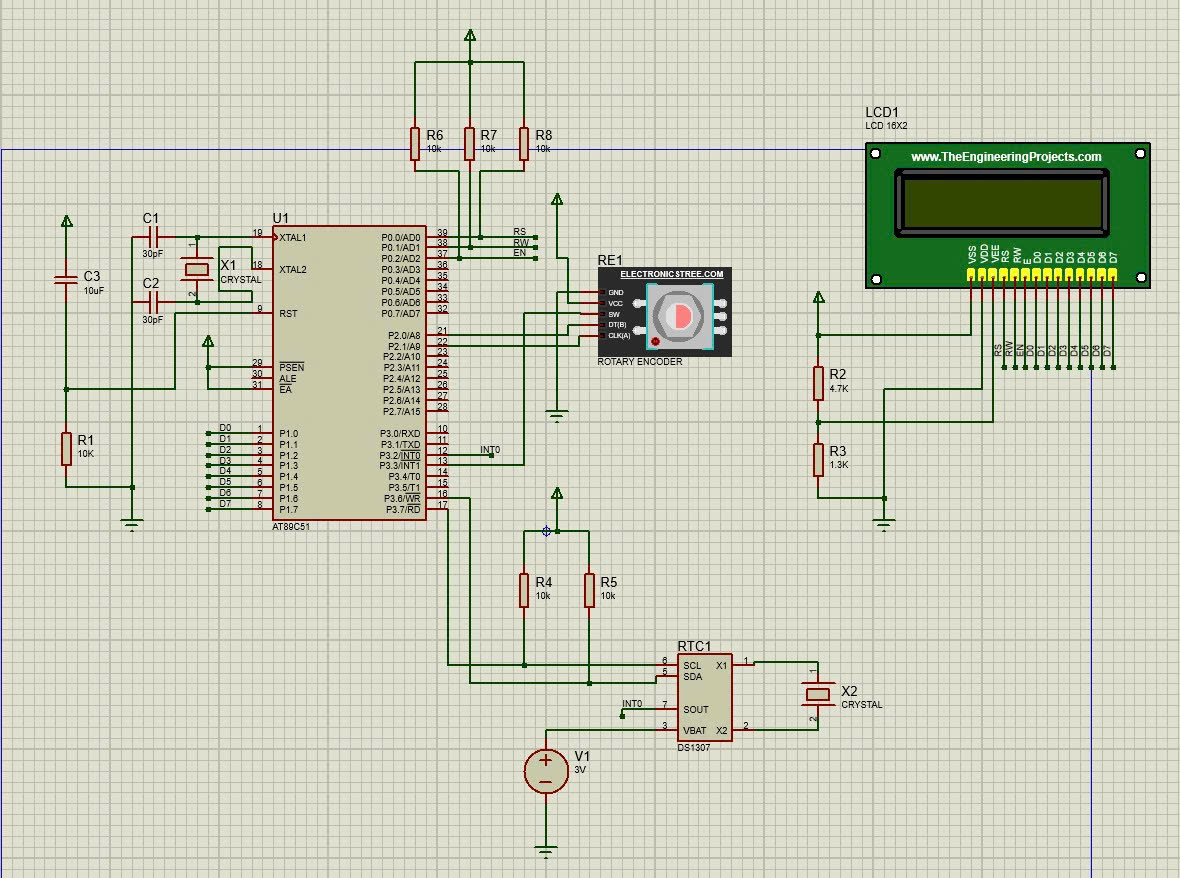 R6
10k
R7
10k
R8
10k
LCD1
LCD 16X2
www.TheEngineeringProjects.com
VSS
VDD
VEE
RS
RW
E
D0
D1
D2
D3
D4
D5
D6
D7
RS
RW
EN
D0
D1
D2
D3
D4
D5
D6
D7
C3
10uF
C1
30pF
C2
30pF
1
2
X1
CRYSTAL
R1
10K
U1
19
XTAL1
18
XTAL2
9
RST
29
PSEN
30
ALE
31
EA
D0
1
P1.0
D1
2
P1.1
D2
3
P1.2
D3
4
P1.3
D4
5
P1.4
D5
6
P1.5
D6
7
P1.6
D7
8
P1.7
P0.0/AD0
39
P0.1/AD1
38
P0.2/AD2
37
P0.3/AD3
36
P0.4/AD4
35
P0.5/AD5
34
P0.6/AD6
33
P0.7/AD7
32
P2.0/A8
21
P2.1/A9
22
P2.2/A10
23
P2.3/A11
24
P2.4/A12
25
P2.5/A13
26
P2.6/A14
27
P2.7/A15
28
P3.0/RXD
10
P3.1/TXD
11
P3.2/INT0
12
P3.3/INT1
13
P3.4/T0
14
P3.5/T1
15
P3.6/WR
16
P3.7/RD
17
AT89C51
RS
RW
EN
INT0
RE1
ELECTRONICSTREE.COM
GND
VCC
SW
DT(B)
CLK(A)
ROTARY ENCODER
R2
4.7K
R3
1.3K
R4
10k
R5
10k
RTC1
6
SCL
5
SDA
7
SOUT
3
VBAT
X1
1
X2
2
DS1307
INT0
1
2
X2
CRYSTAL
V1
3V